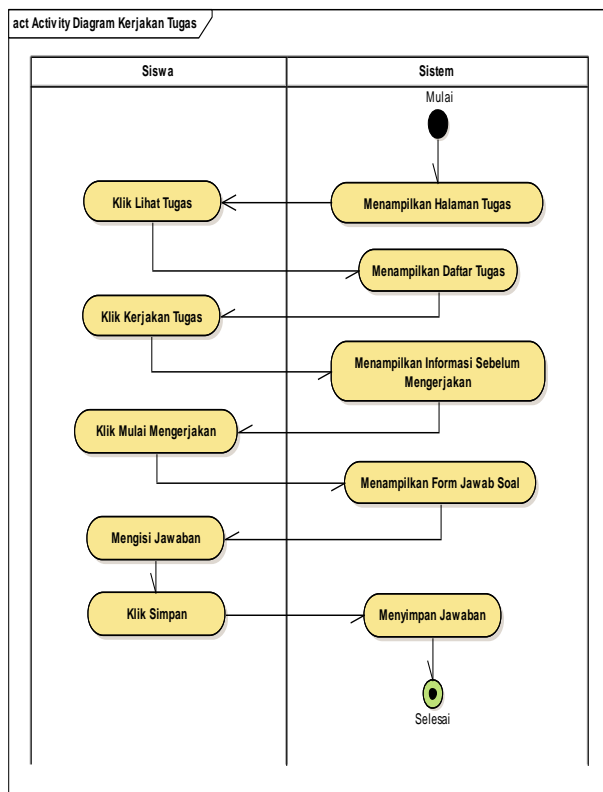 act Activity Diagram Kerjakan Tugas
Siswa
Sistem
Mulai
Menampilkan Halaman Tugas
Klik Lihat Tugas
Menampilkan Daftar Tugas
Klik Kerjakan Tugas
Menampilkan Informasi Sebelum
Mengerjakan
Klik Mulai Mengerjakan
Menampilkan Form Jawab Soal
Mengisi Jawaban
Klik Simpan
Menyimpan Jawaban
Selesai